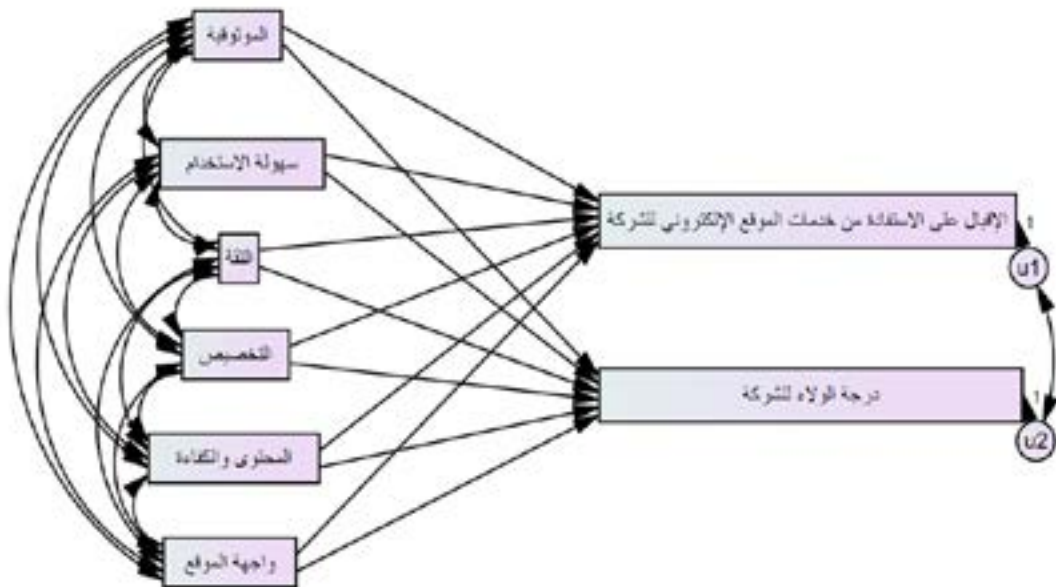 الموثوقية
سهولة الاستخدام
الثقة
التخصيص
المحتوى والكفاءة
واجهة الموقع
الإقبال على الاستفادة من خدمات الموقع الإلكتروني للشركة
1
u1
درجة الولاء للشركة
1
u2